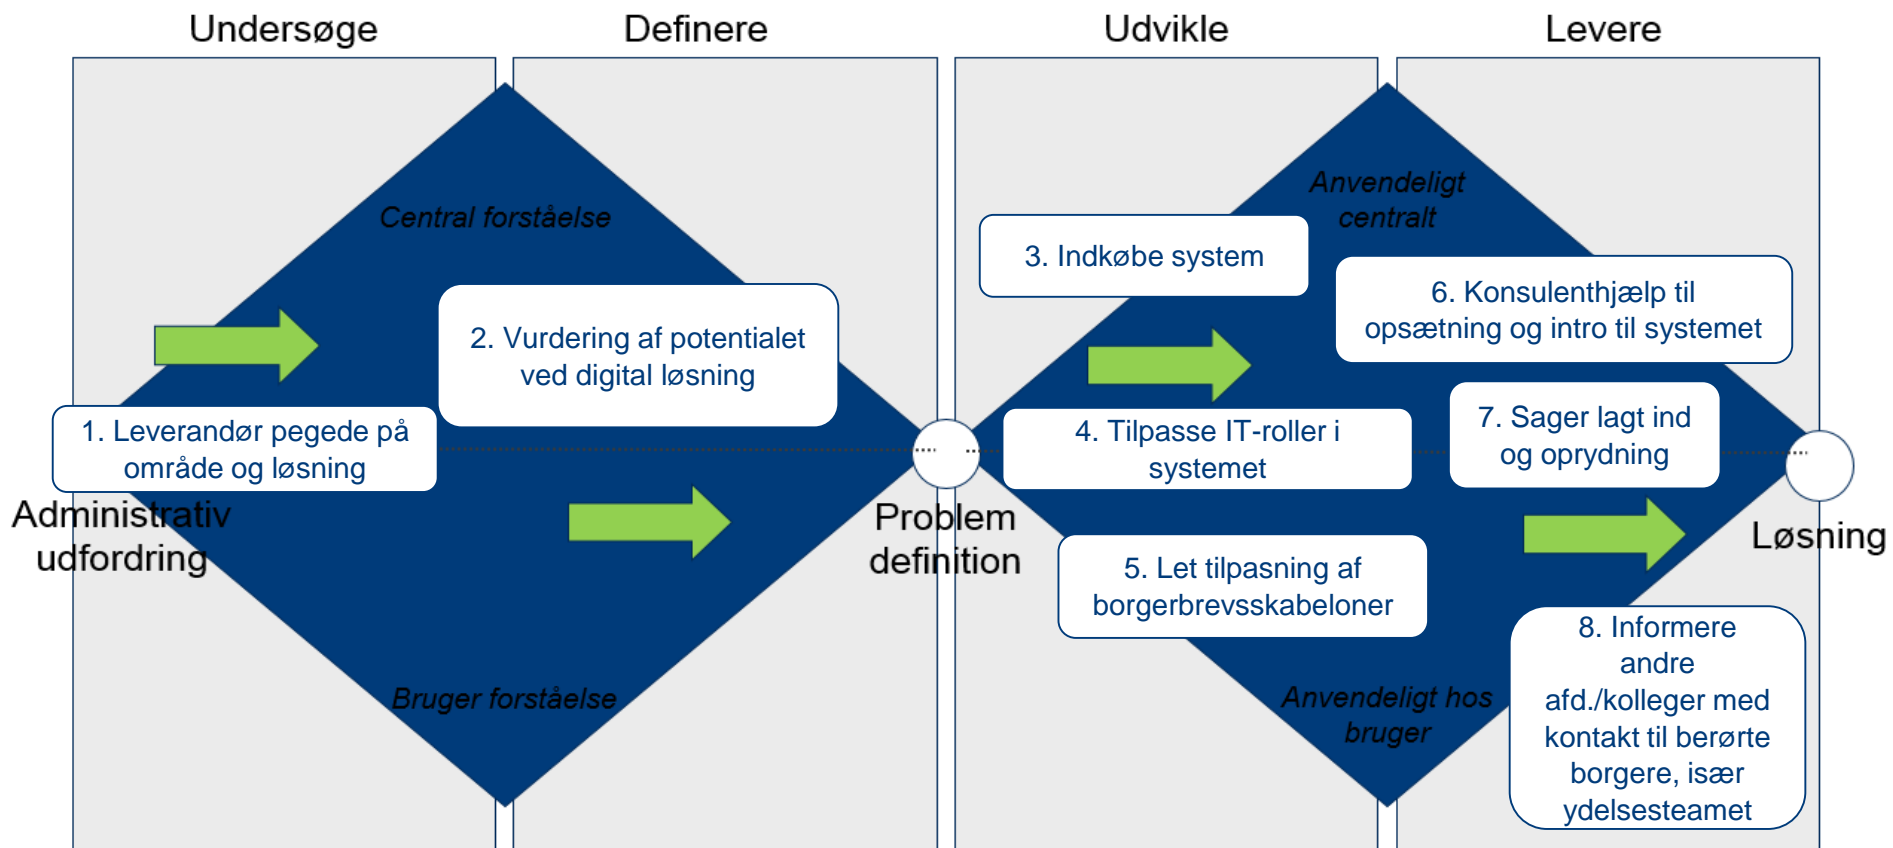 Undersøge
Definere
Udvikle
Levere
Central forståelse
Anvendeligt
centralt
3. Indkøbe system
6. Konsulenthjælp til
opsætning og intro til systemet
2. Vurdering af potentialet
ved digital løsning
1. Leverandør pegede på
område og løsning
4. Tilpasse IT-roller i
systemet
7. Sager lagt ind
og oprydning
Administrativ
udfordring
Problem
definition
Løsning
5. Let tilpasning af
borgerbrevsskabeloner
Bruger forståelse
Anvendeligt hos
bruger
8. Informere
andre
afd./kolleger med
kontakt til berørte
borgere, især
ydelsesteamet